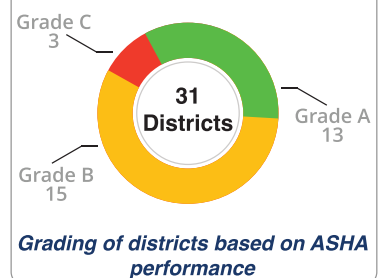 Grade C
3
31
Districts
Grade A
13
Grade B
15
Grading of districts based on ASHA
performance